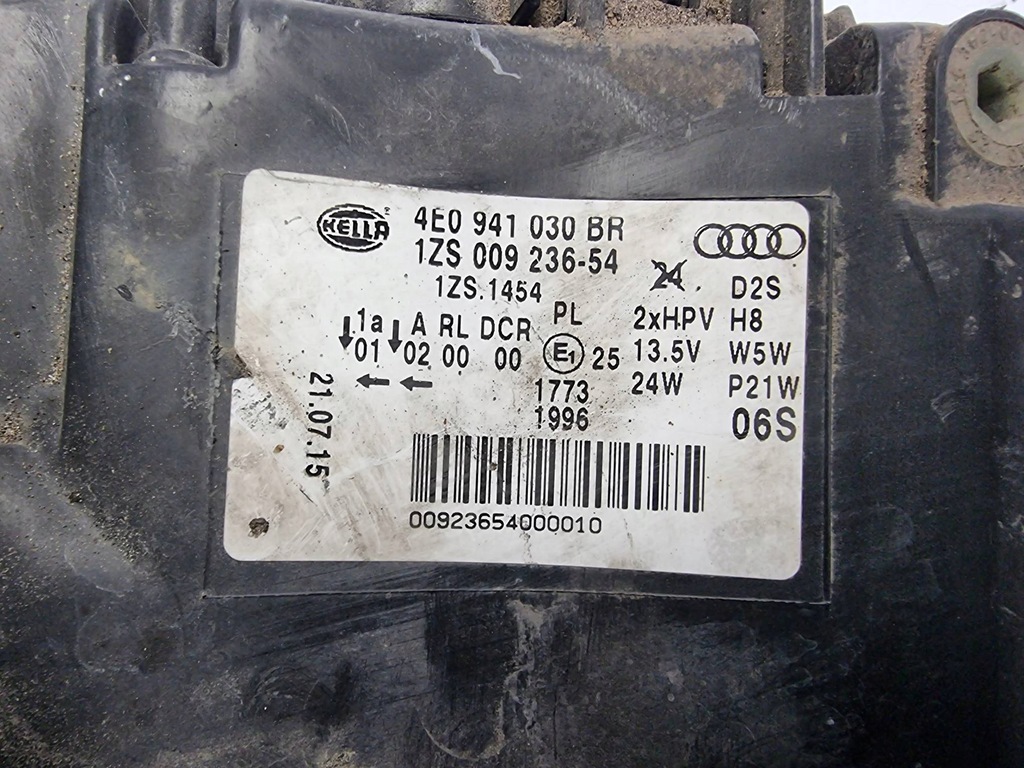 HELLA
4E0 941 030 BR
1ZS 009 236-54
1ZS.1454
24 D2S
PL 2xHPV H8
1a A RL DCR
01 02 00 00 E1 25 13.5V W5W
1773 24W P21W
1996 06S
21.07.15
00923654000010